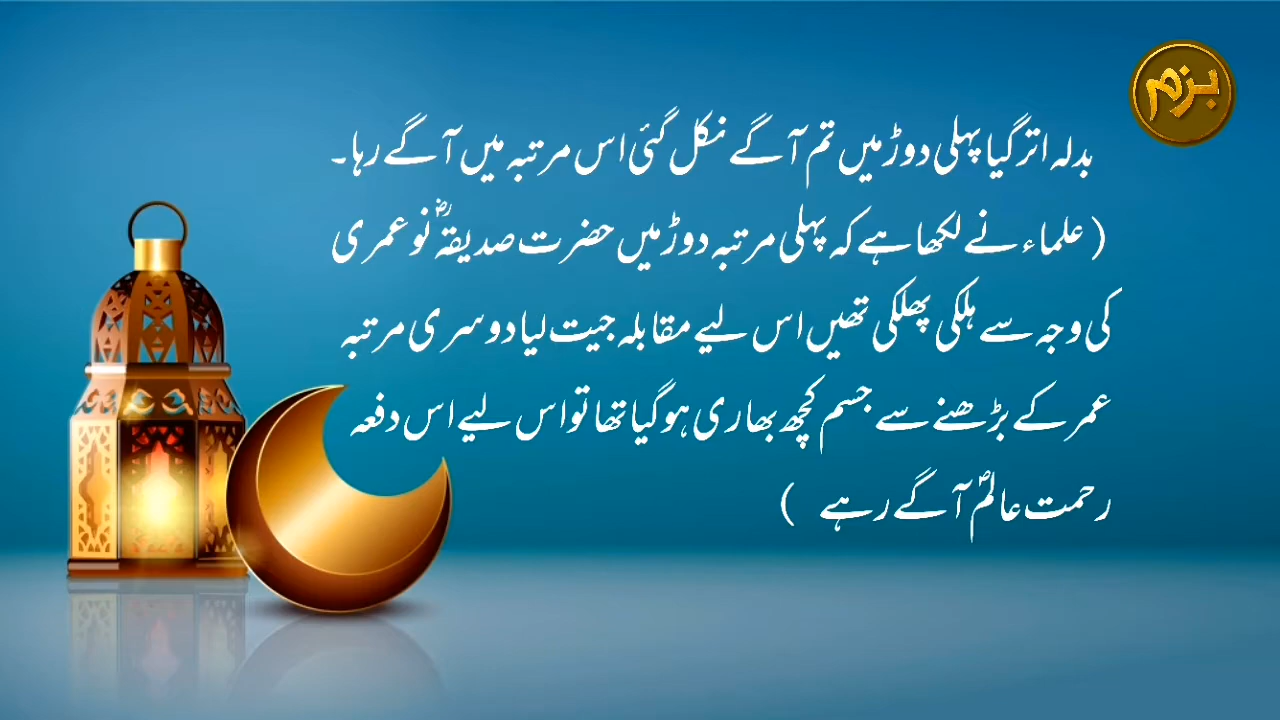 بزم
بدلہ اتر گیا پہلی دوڑ میں تم آگے نکل گئی اس مرتبہ میں آگے رہا۔
(علماء نے لکھا ہے کہ پہلی مرتبہ دوڑ میں حضرت صدیقہؓ نو عمری
کی وجہ سے ہلکی پھلکی تھیں اس لیے مقابلہ جیت لیا دوسری مرتبہ
عمر کے بڑھنے سے جسم کچھ بھاری ہو گیا تھا تو اس لیے اس دفعہ
رحمت عالمؐ آگے رہے )